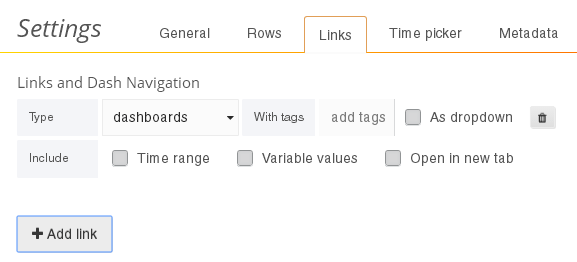 Settings General Rows Links Time picker Metadata
Links and Dash Navigation
Type dashboards With tags add tags As dropdown
Include Time range Variable values Open in new tab
Add link